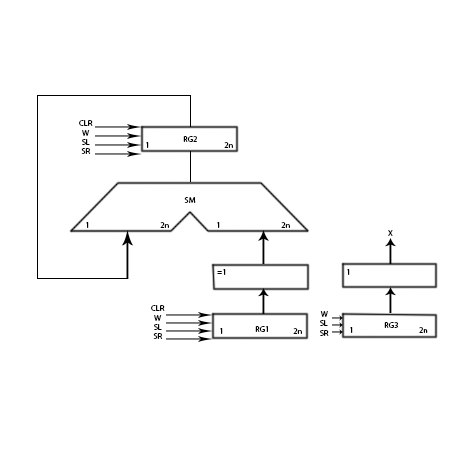 CLR
W
SL
SR
RG2
1 2n
SM
1 2n 1 2n
X
=1
1
CLR
W
SL
SR
RG1
1 2n
W
SL
SR
RG3
1 2n